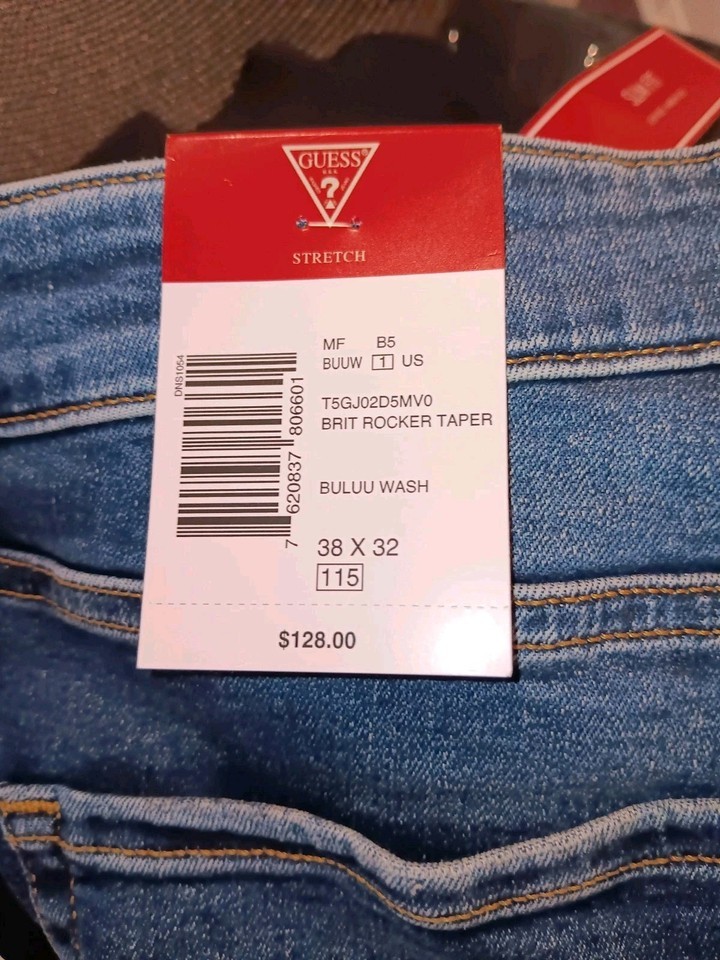 GUESS®
?
STRETCH
MF B5
BUUW 1 US
T5GJ02D5MV0
BRIT ROCKER TAPER
BULUU WASH
38 X 32
115
$128.00
DNS1054
7 620837 806601